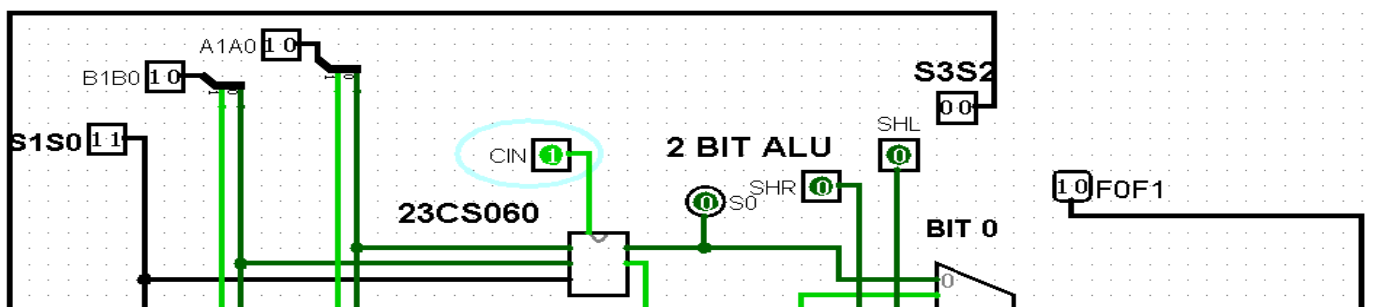 A1A0 1 0
S3S2
B1B0 1 0
0 0
SHL
S1S0 1 1
2 BIT ALU
CIN 1
0
SHR 0
1 0 F0F1
0 S0
23CS060
BIT 0
0